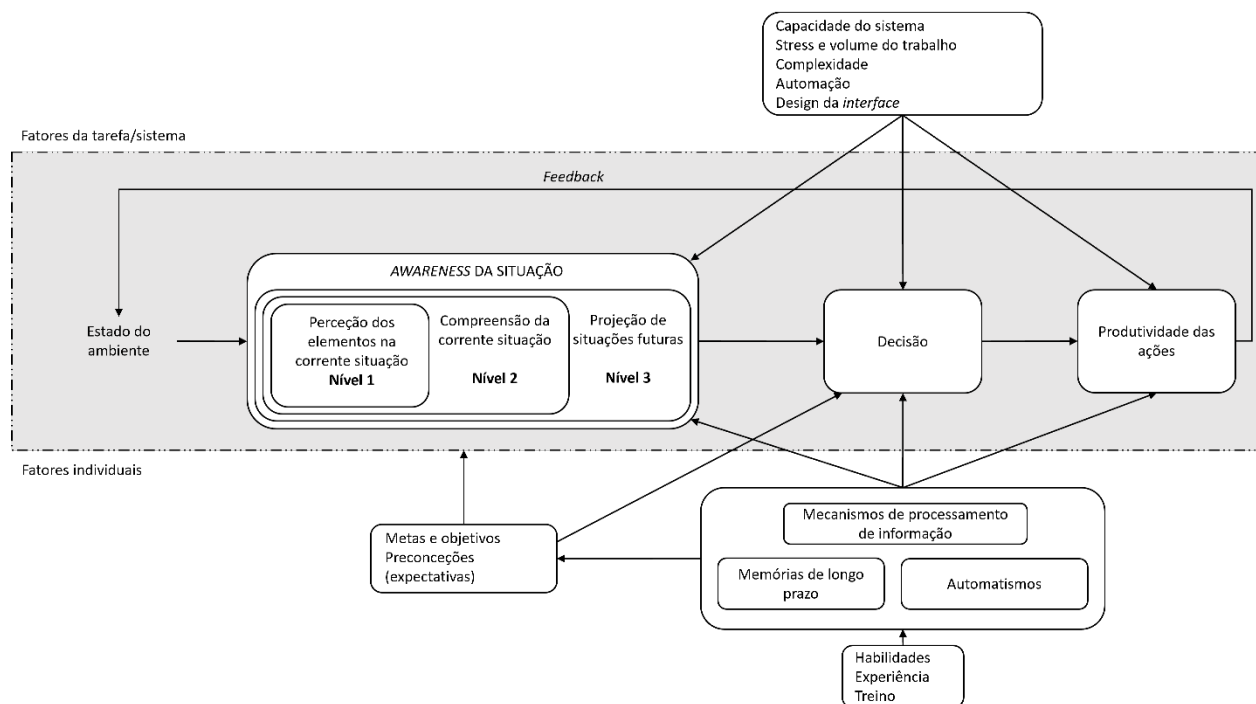 Capacidade do sistema
Stress e volume do trabalho
Complexidade
Automação
Design da interface
Fatores da tarefa/sistema
Feedback
AWARENESS DA SITUAÇÃO
Estado do
ambiente
Perceção dos
elementos na
corrente situação
Nível 1
Compreensão da
corrente situação
Nível 2
Projeção de
situações futuras
Nível 3
Decisão
Produtividade das
ações
Fatores individuais
Metas e objetivos
Preconceções
(expectativas)
Mecanismos de processamento
de informação
Memórias de longo
prazo
Automatismos
Habilidades
Experiência
Treino